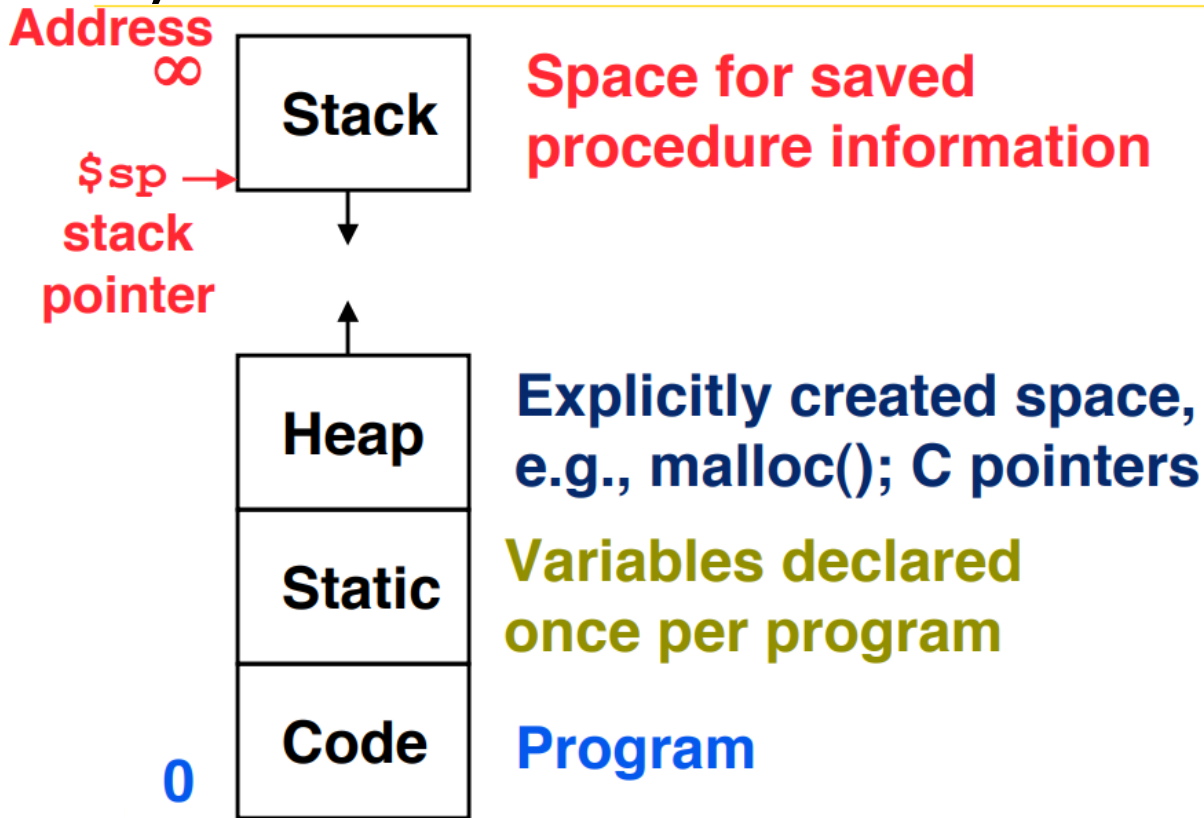 Address
∞
Stack
Space for saved
procedure information
$sp
stack
pointer
Heap
Explicitly created space,
e.g., malloc(); C pointers
Static
Variables declared
once per program
Code
Program
0